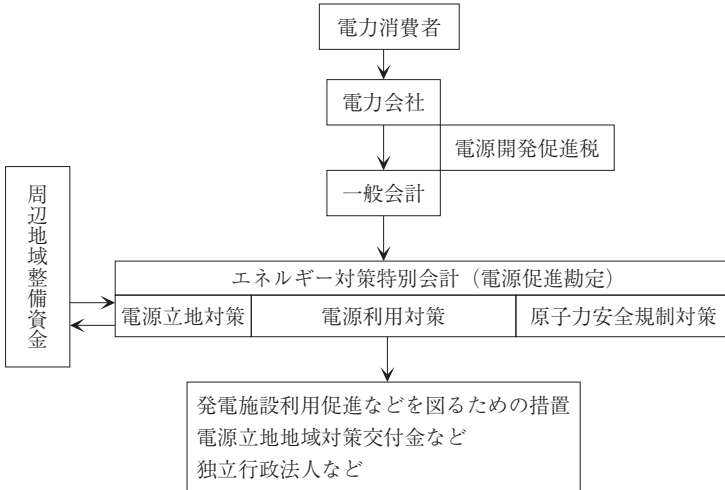 電力消費者
電力会社
電源開発促進税
一般会計
周辺地域整備資金
エネルギー対策特別会計（電源促進勘定）
電源立地対策
電源利用対策
原子力安全規制対策
発電施設利用促進などを図るための措置
電源立地地域対策交付金など
独立行政法人など